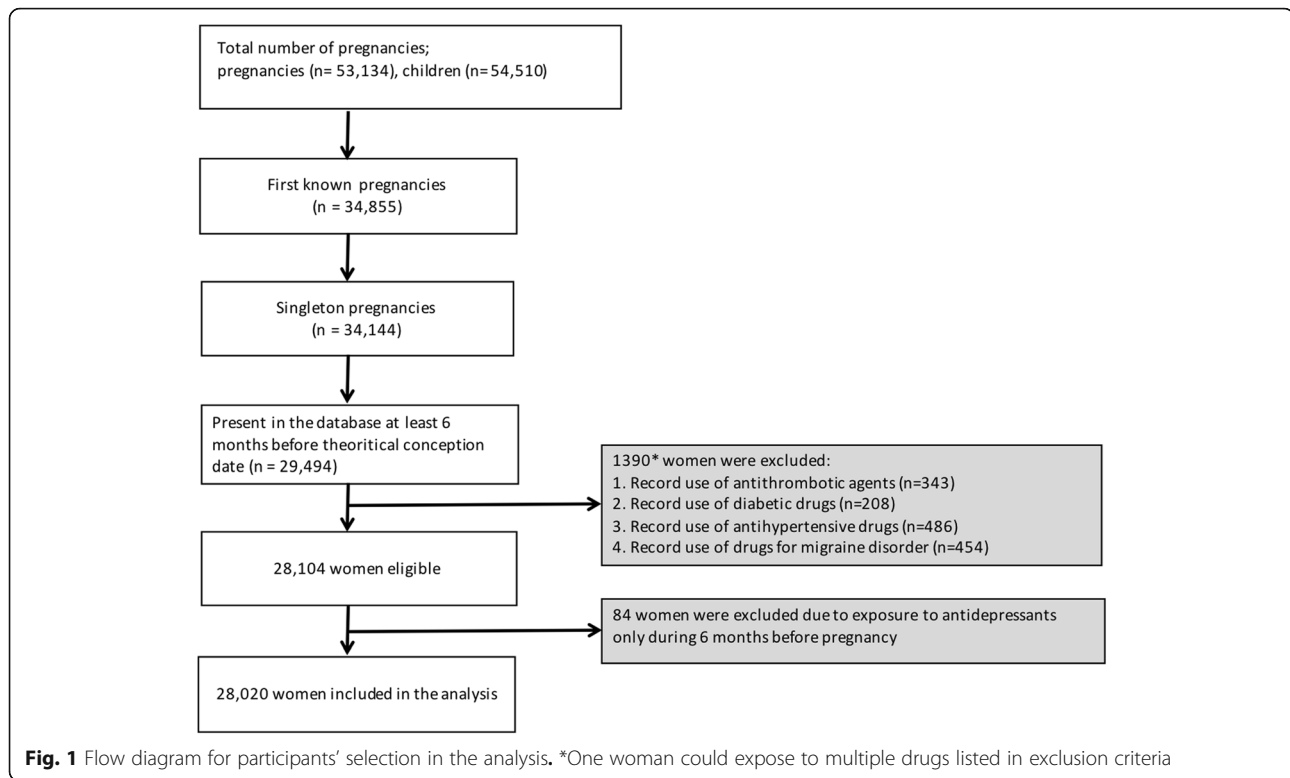 Total number of pregnancies;
pregnancies (n= 53,134), children (n= 54,510)
First known pregnancies
(n = 34,855)
Singleton pregnancies
(n = 34,144)
Present in the database at least 6
months before theoritical conception
date (n = 29,494)
1390* women were excluded:
1. Record use of antithrombotic agents (n=343)
2. Record use of diabetic drugs (n=208)
3. Record use of antihypertensive drugs (n=486)
4. Record use of drugs for migraine disorder (n=454)
28,104 women eligible
84 women were excluded due to exposure to antidepressants
only during 6 months before pregnancy
28,020 women included in the analysis
Fig. 1 Flow diagram for participants’ selection in the analysis. *One woman could expose to multiple drugs listed in exclusion criteria